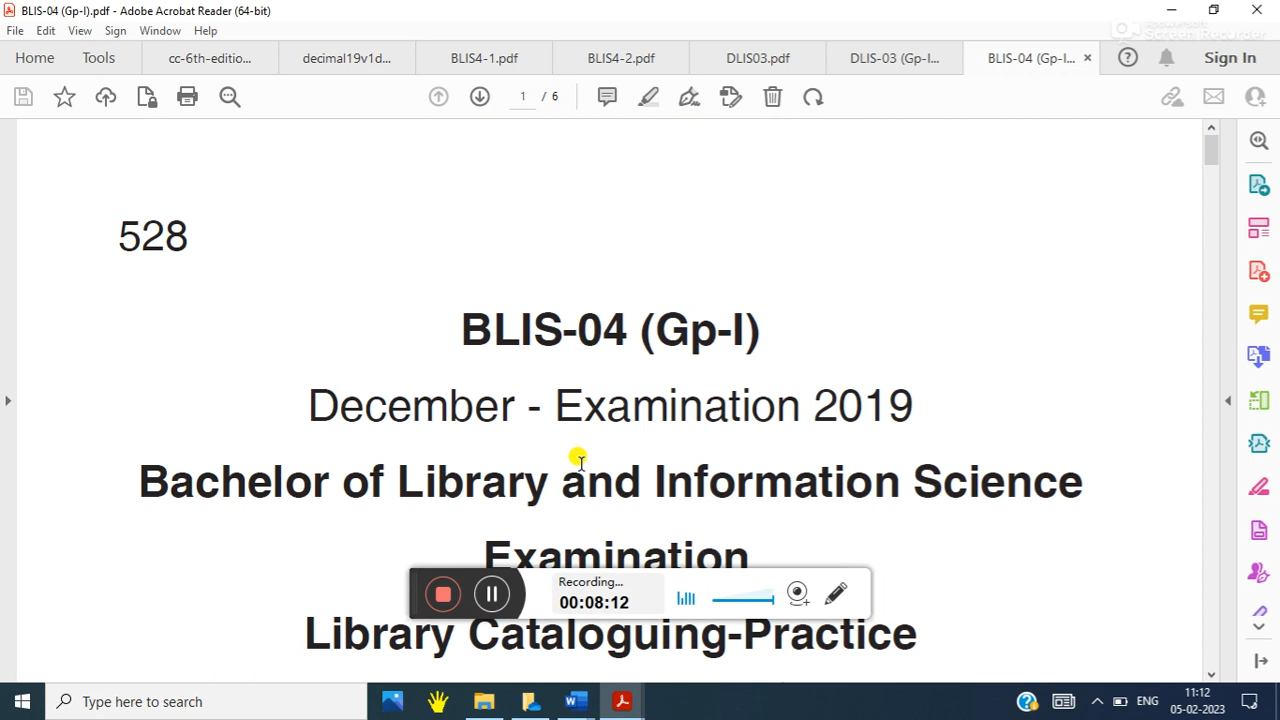 BLIS-04 (Gp-I).pdf - Adobe Acrobat Reader (64-bit)
File Edit View Sign Window Help
Home Tools cc-6th-editio... decimal19v1d... BLIS4-1.pdf BLIS4-2.pdf DLIS03.pdf DLIS-03 (Gp-I... BLIS-04 (Gp-I... Sign In
1 / 6
528
BLIS-04 (Gp-I)
December - Examination 2019
Bachelor of Library and Information Science
Examination
Recording...
00:08:12
Library Cataloguing-Practice
Type here to search
ENG
11:12
05-02-2023